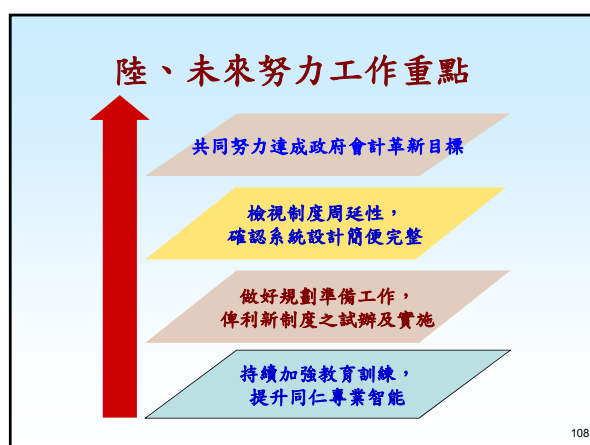 陸、未來努力工作重點
共同努力達成政府會計革新目標
檢視制度周延性，
確認系統設計簡便完整
做好規劃準備工作，
俾利新制度之試辦及實施
持續加強教育訓練，
提升同仁專業智能
108